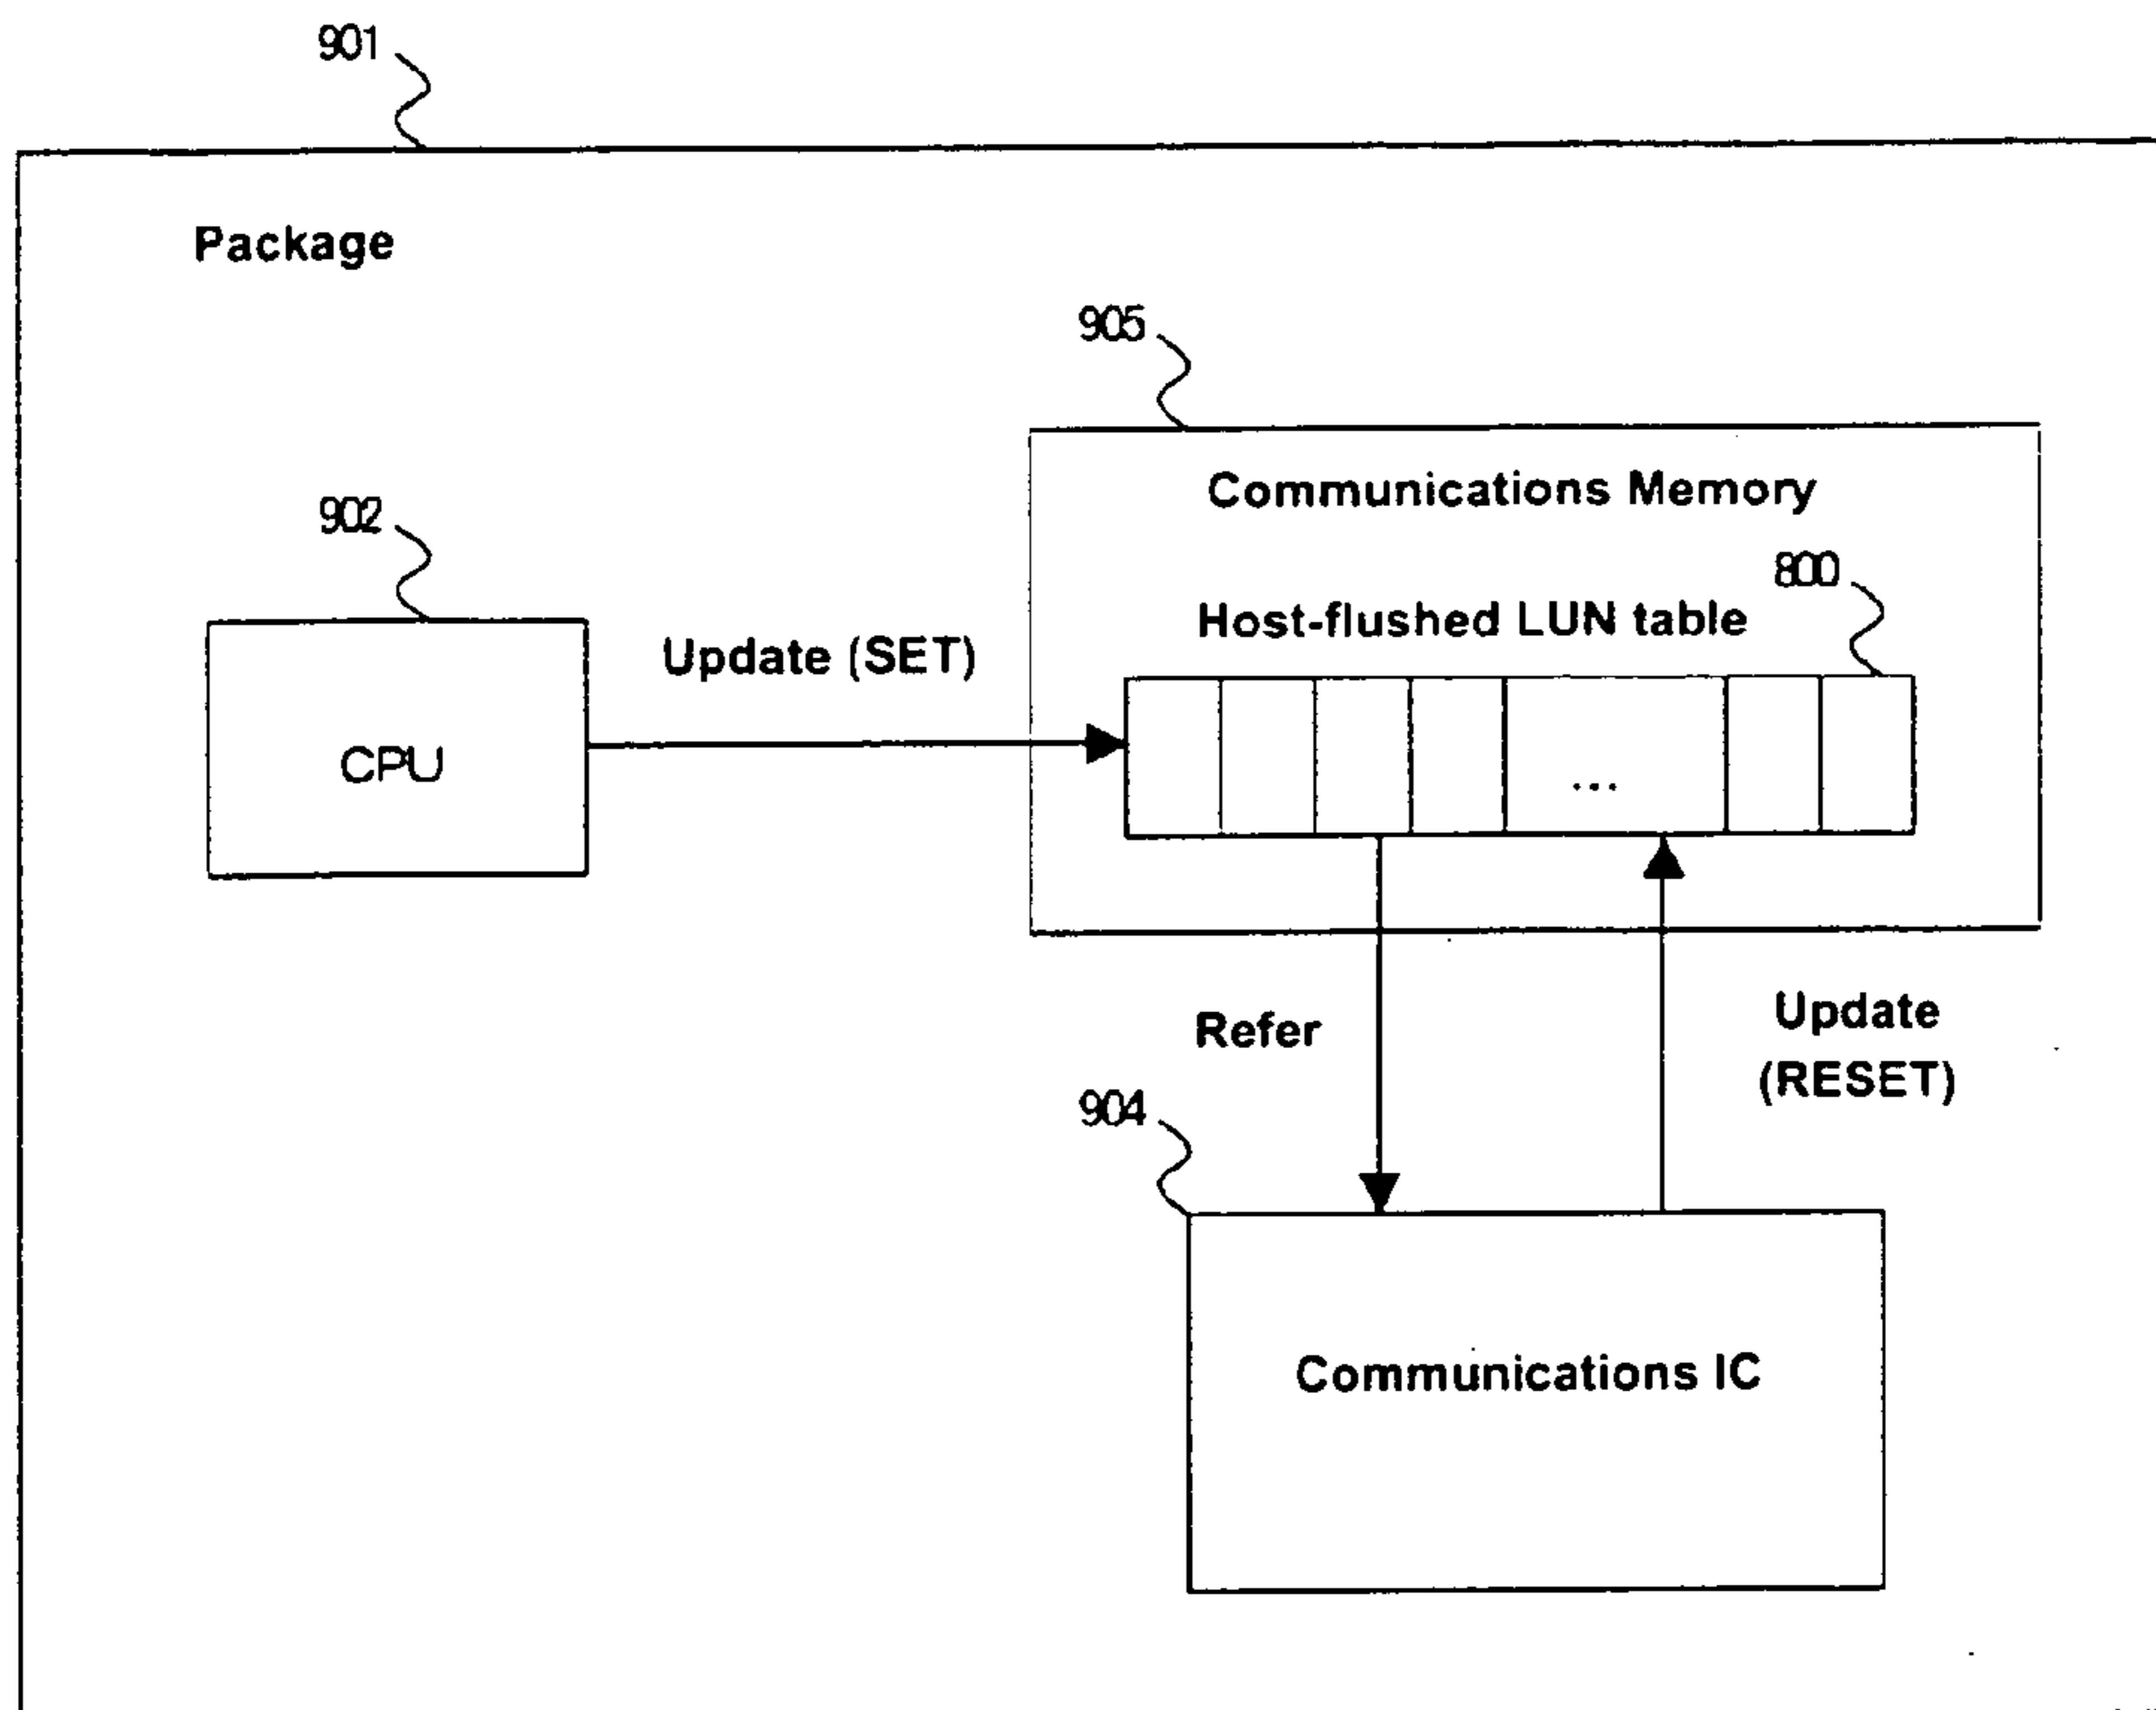 901
Package
905
Communications Memory
902
800
Host-flushed LUN table
Update (SET)
CPU
...
Refer
Update
(RESET)
904
Communications IC